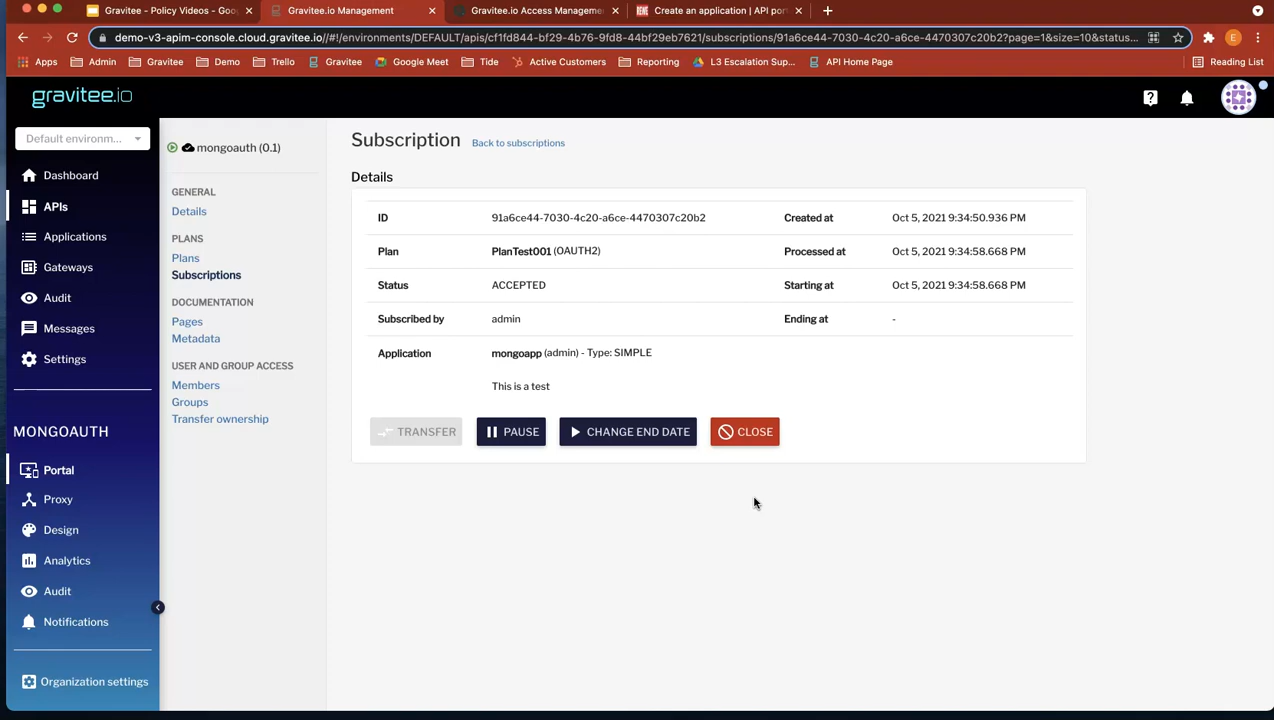 Gravitee - Policy Videos - Goo
Gravitee.io Management
Gravitee.io Access Manageme
Create an application | API por
demo-v3-apim-console.cloud.gravitee.io//#!/environments/DEFAULT/apis/cf1fd844-bf29-4b76-9fd8-44bf29eb7621/subscriptions/91a6ce44-7030-4c20-a6ce-4470307c20b2?page=1&size=10&status...
Apps
Admin
Gravitee
Demo
Trello
Gravitee
Google Meet
Tide
Active Customers
Reporting
L3 Escalation Sup...
API Home Page
Reading List
E
gravitee.io
Default environm...
Dashboard
APIs
Applications
Gateways
Audit
Messages
Settings
MONGOAUTH
Portal
Proxy
Design
Analytics
Audit
Notifications
Organization settings
mongoauth (0.1)
GENERAL
Details
PLANS
Plans
Subscriptions
DOCUMENTATION
Pages
Metadata
USER AND GROUP ACCESS
Members
Groups
Transfer ownership
Subscription Back to subscriptions
Details
ID 91a6ce44-7030-4c20-a6ce-4470307c20b2 Created at Oct 5, 2021 9:34:50.936 PM
Plan PlanTest001 (OAUTH2) Processed at Oct 5, 2021 9:34:58.668 PM
Status ACCEPTED Starting at Oct 5, 2021 9:34:58.668 PM
Subscribed by admin Ending at -
Application mongoapp (admin) - Type: SIMPLE
This is a test
TRANSFER PAUSE CHANGE END DATE CLOSE